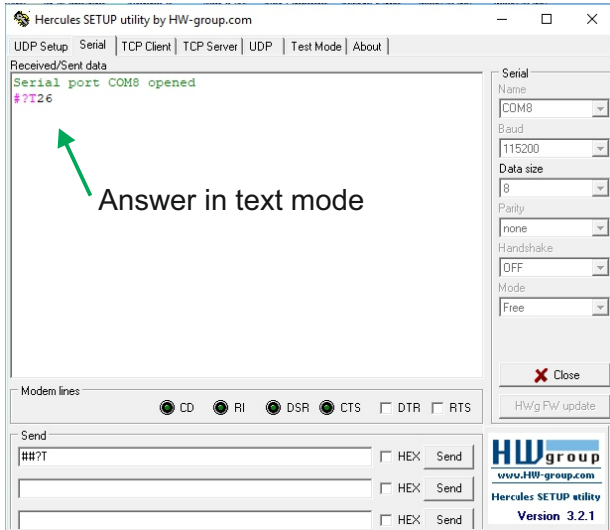 Hercules SETUP utility by HW-group.com
UDP Setup Serial TCP Client TCP Server UDP Test Mode About
Received/Sent data
Serial port COM8 opened
#?T26
Answer in text mode
Serial
Name
COM8
Baud
115200
Data size
8
Parity
none
Handshake
OFF
Mode
Free
Close
HWg FW update
Modem lines
CD RI DSR CTS DTR RTS
Send
##?T HEX Send
HEX Send
HEX Send
HW group
www.HW-group.com
Hercules SETUP utility
Version 3.2.1